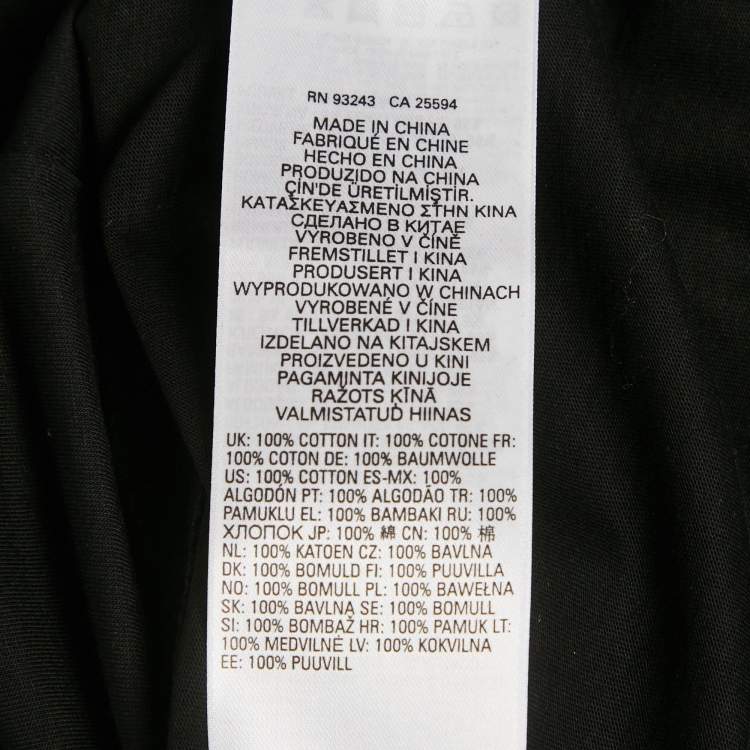 RN 93243 CA 25594
MADE IN CHINA
FABRIQUÉ EN CHINE
HECHO EN CHINA
PRODUZIDO NA CHINA
ÇİN'DE ÜRETİLMİŞTİR.
ΚΑΤΑΣΚΕΥΑΣΜΕΝΟ ΣΤΗΝ ΚΙΝΑ
СДЕЛАНО В КИТАЕ
VYROBENO V ČÍNĚ
FREMSTILLET I KINA
PRODUSERT I KINA
WYPRODUKOWANO W CHINACH
VYROBENÉ V ČÍNE
TILLVERKAD I KINA
IZDELANO NA KITAJSKEM
PROIZVEDENO U KINI
PAGAMINTA KINIJOJE
RAŽOTS ĶĪNĀ
VALMISTATUD HIINAS
UK: 100% COTTON IT: 100% COTONE FR:
100% COTON DE: 100% BAUMWOLLE
US: 100% COTTON ES-MX: 100%
ALGODÓN PT: 100% ALGODÃO TR: 100%
PAMUKLU EL: 100% BAMBAKI RU: 100%
ХЛОПОК JP: 100% 綿 CN: 100% 棉
NL: 100% KATOEN CZ: 100% BAVLNA
DK: 100% BOMULD FI: 100% PUUVILLA
NO: 100% BOMULL PL: 100% BAWEŁNA
SK: 100% BAVLNA SE: 100% BOMULL
SI: 100% BOMBAŽ HR: 100% PAMUK LT:
100% MEDVILNĖ LV: 100% KOKVILNA
EE: 100% PUUVILL